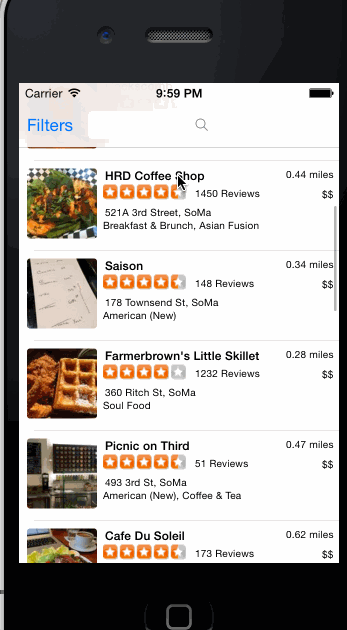 Carrier 9:59 PM
Filters
HRD Coffee Shop 0.44 miles
1450 Reviews $$
521A 3rd Street, SoMa
Breakfast & Brunch, Asian Fusion
Saison 0.34 miles
148 Reviews $$
178 Townsend St, SoMa
American (New)
Farmerbrown's Little Skillet 0.28 miles
1232 Reviews $$
360 Ritch St, SoMa
Soul Food
Picnic on Third 0.47 miles
51 Reviews $$
493 3rd St, SoMa
American (New), Coffee & Tea
Cafe Du Soleil 0.62 miles
173 Reviews $$